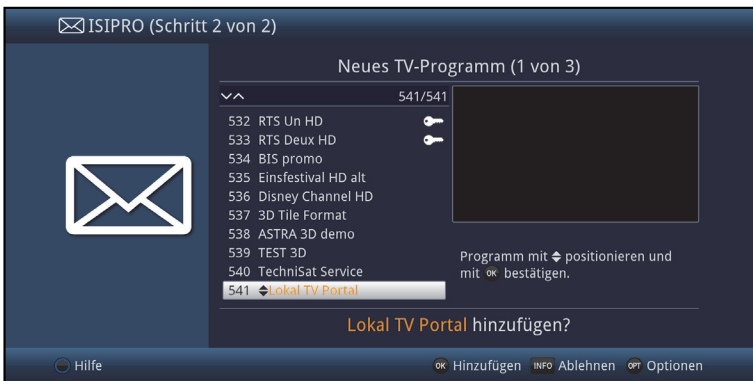 ISIPRO (Schritt 2 von 2)
Neues TV-Programm (1 von 3)
541/541
532 RTS Un HD
533 RTS Deux HD
534 BIS promo
535 Einsfestival HD alt
536 Disney Channel HD
537 3D Tile Format
538 ASTRA 3D demo
539 TEST 3D
540 TechniSat Service
541 Lokal TV Portal
Programm mit positionieren und
mit OK bestätigen.
Lokal TV Portal hinzufügen?
Hilfe OK Hinzufügen INFO Ablehnen OPT Optionen